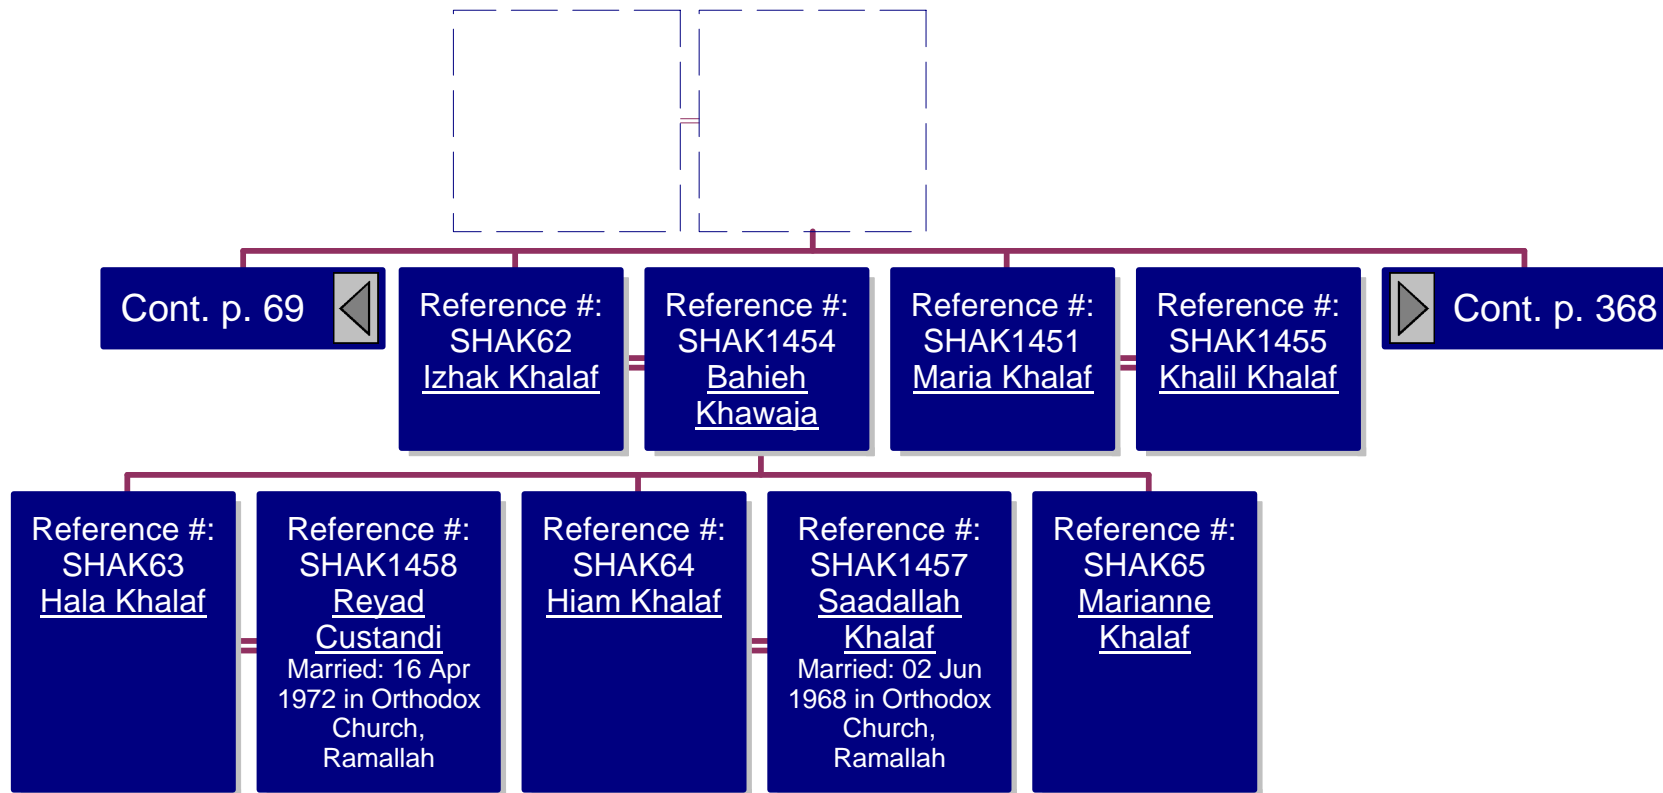 Cont. p. 69
Reference #:
SHAK62
Izhak Khalaf
Reference #:
SHAK1454
Bahieh
Khawaja
Reference #:
SHAK1451
Maria Khalaf
Reference #:
SHAK1455
Khalil Khalaf
Cont. p. 368
Reference #:
SHAK63
Hala Khalaf
Reference #:
SHAK1458
Reyad
Custandi
Married: 16 Apr
1972 in Orthodox
Church,
Ramallah
Reference #:
SHAK64
Hiam Khalaf
Reference #:
SHAK1457
Saadallah
Khalaf
Married: 02 Jun
1968 in Orthodox
Church,
Ramallah
Reference #:
SHAK65
Marianne
Khalaf